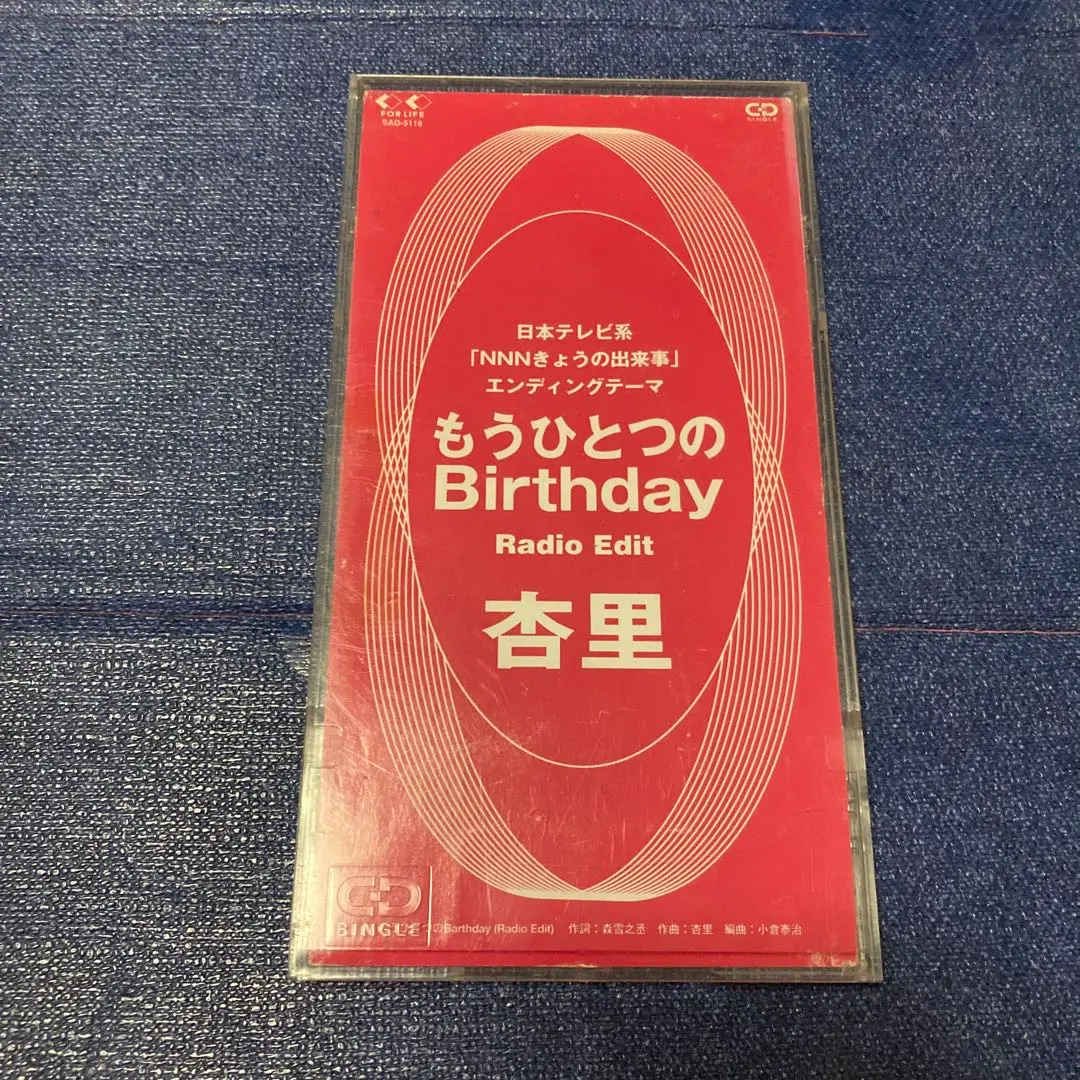 FOR LIFE
SAD-5116
CD
SINGLE
日本テレビ系
「NNNきょうの出来事」
エンディングテーマ
もうひとつの
Birthday
Radio Edit
杏里
CD
SINGLE
つのBarthday (Radio Edit) 作詞：森雪之丞 作曲：杏里 編曲：小倉泰治